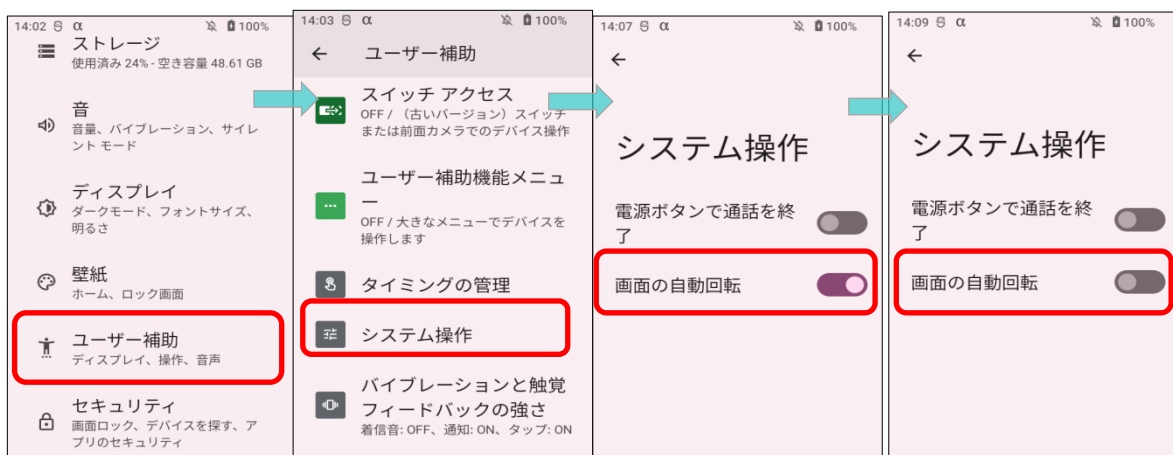 14:02 α 100%
ストレージ
使用済み 24% - 空き容量 48.61 GB
音
音量、バイブレーション、サイレ
ント モード
ディスプレイ
ダークモード、フォントサイズ、
明るさ
壁紙
ホーム、ロック画面
ユーザー補助
ディスプレイ、操作、音声
セキュリティ
画面ロック、デバイスを探す、ア
プリのセキュリティ
14:03 α 100%
ユーザー補助
スイッチ アクセス
OFF / （古いバージョン）スイッチ
または前面カメラでのデバイス操作
ユーザー補助機能メニュ
ー
OFF / 大きなメニューでデバイスを
操作します
タイミングの管理
システム操作
バイブレーションと触覚
フィードバックの強さ
着信音: OFF、通知: ON、タップ: ON
14:07 α 100%
システム操作
電源ボタンで通話を終
了
画面の自動回転
14:09 α 100%
システム操作
電源ボタンで通話を終
了
画面の自動回転